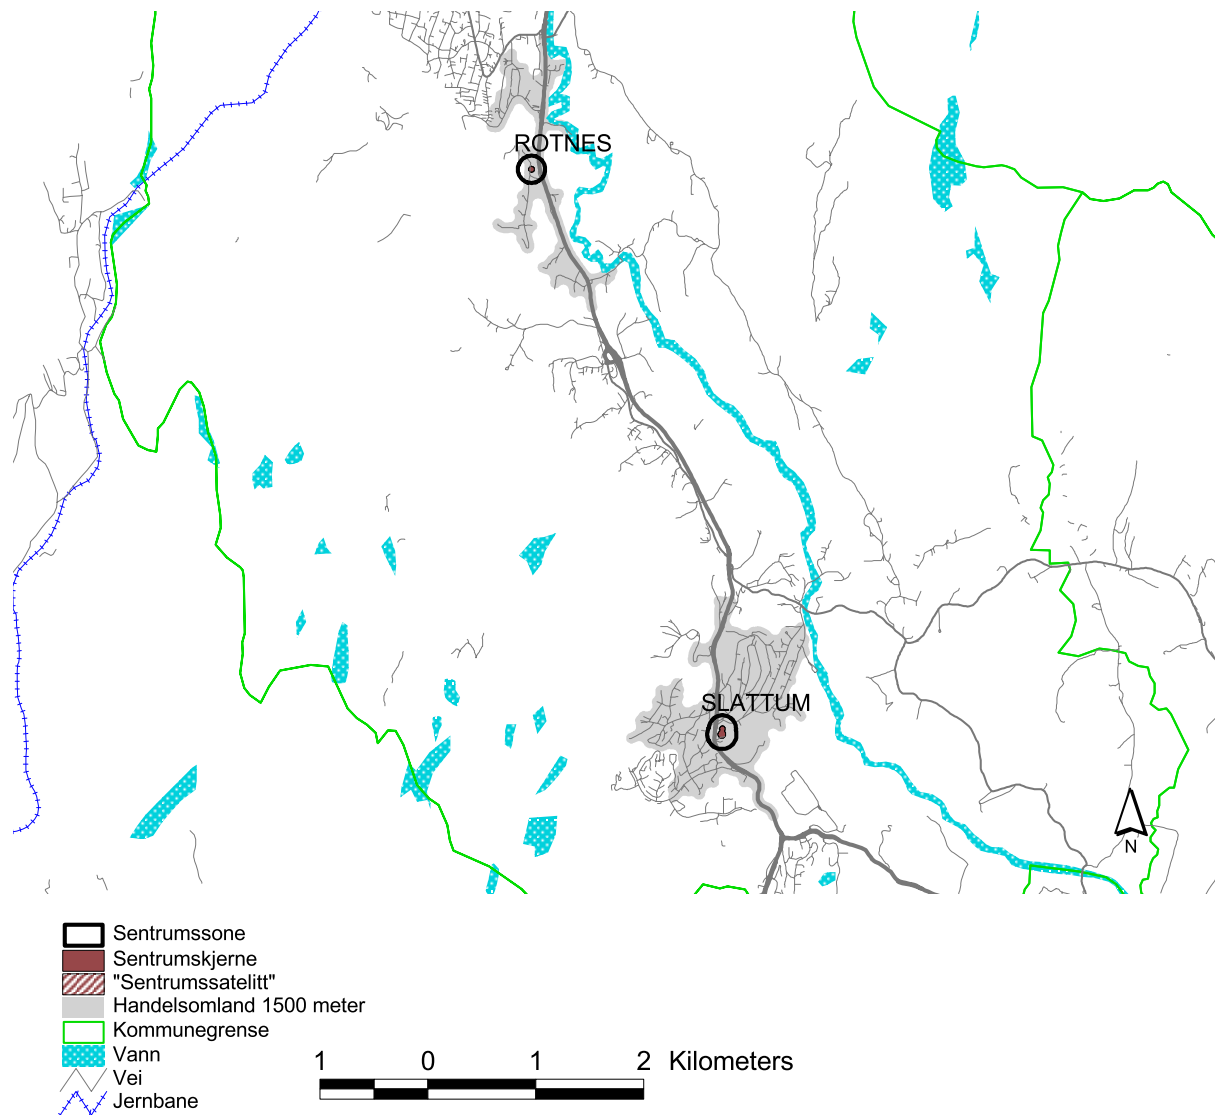 ROTNES
SLATTUM
N
Sentrumssone
Sentrumskjerne
"Sentrumssatelitt"
Handelsomland 1500 meter
Kommunegrense
Vann
Vei
Jernbane
1 0 1 2 Kilometers